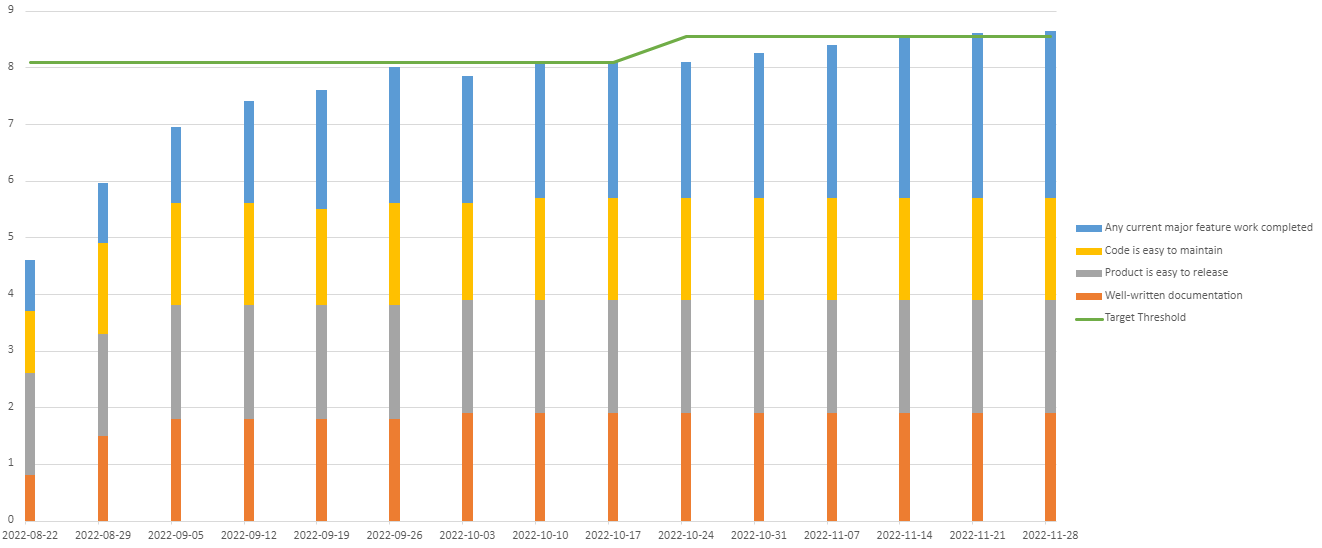 9
8
7
6
5
4
3
2
1
0
2022-08-22 2022-08-29 2022-09-05 2022-09-12 2022-09-19 2022-09-26 2022-10-03 2022-10-10 2022-10-17 2022-10-24 2022-10-31 2022-11-07 2022-11-14 2022-11-21 2022-11-28
Any current major feature work completed
Code is easy to maintain
Product is easy to release
Well-written documentation
Target Threshold